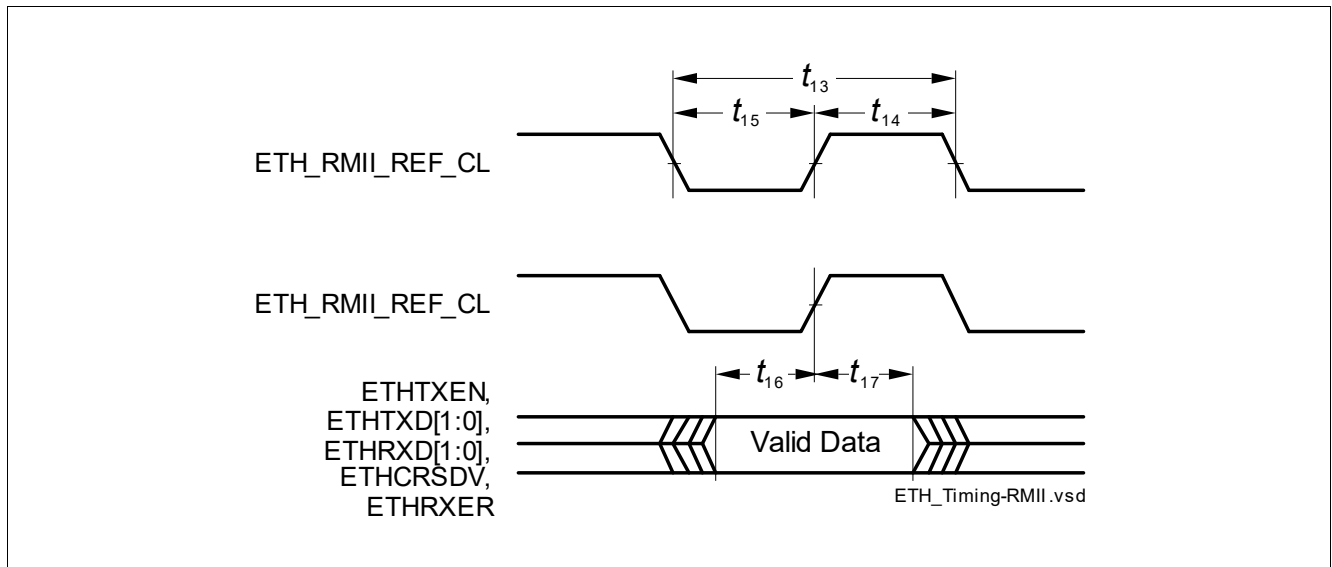 t13
t15 t14
ETH_RMII_REF_CL
ETH_RMII_REF_CL
t16 t17
ETHTXEN,
ETHTXD[1:0],
ETHRXD[1:0],
ETHCRSDV,
ETHRXER
Valid Data
ETH_Timing-RMII.vsd